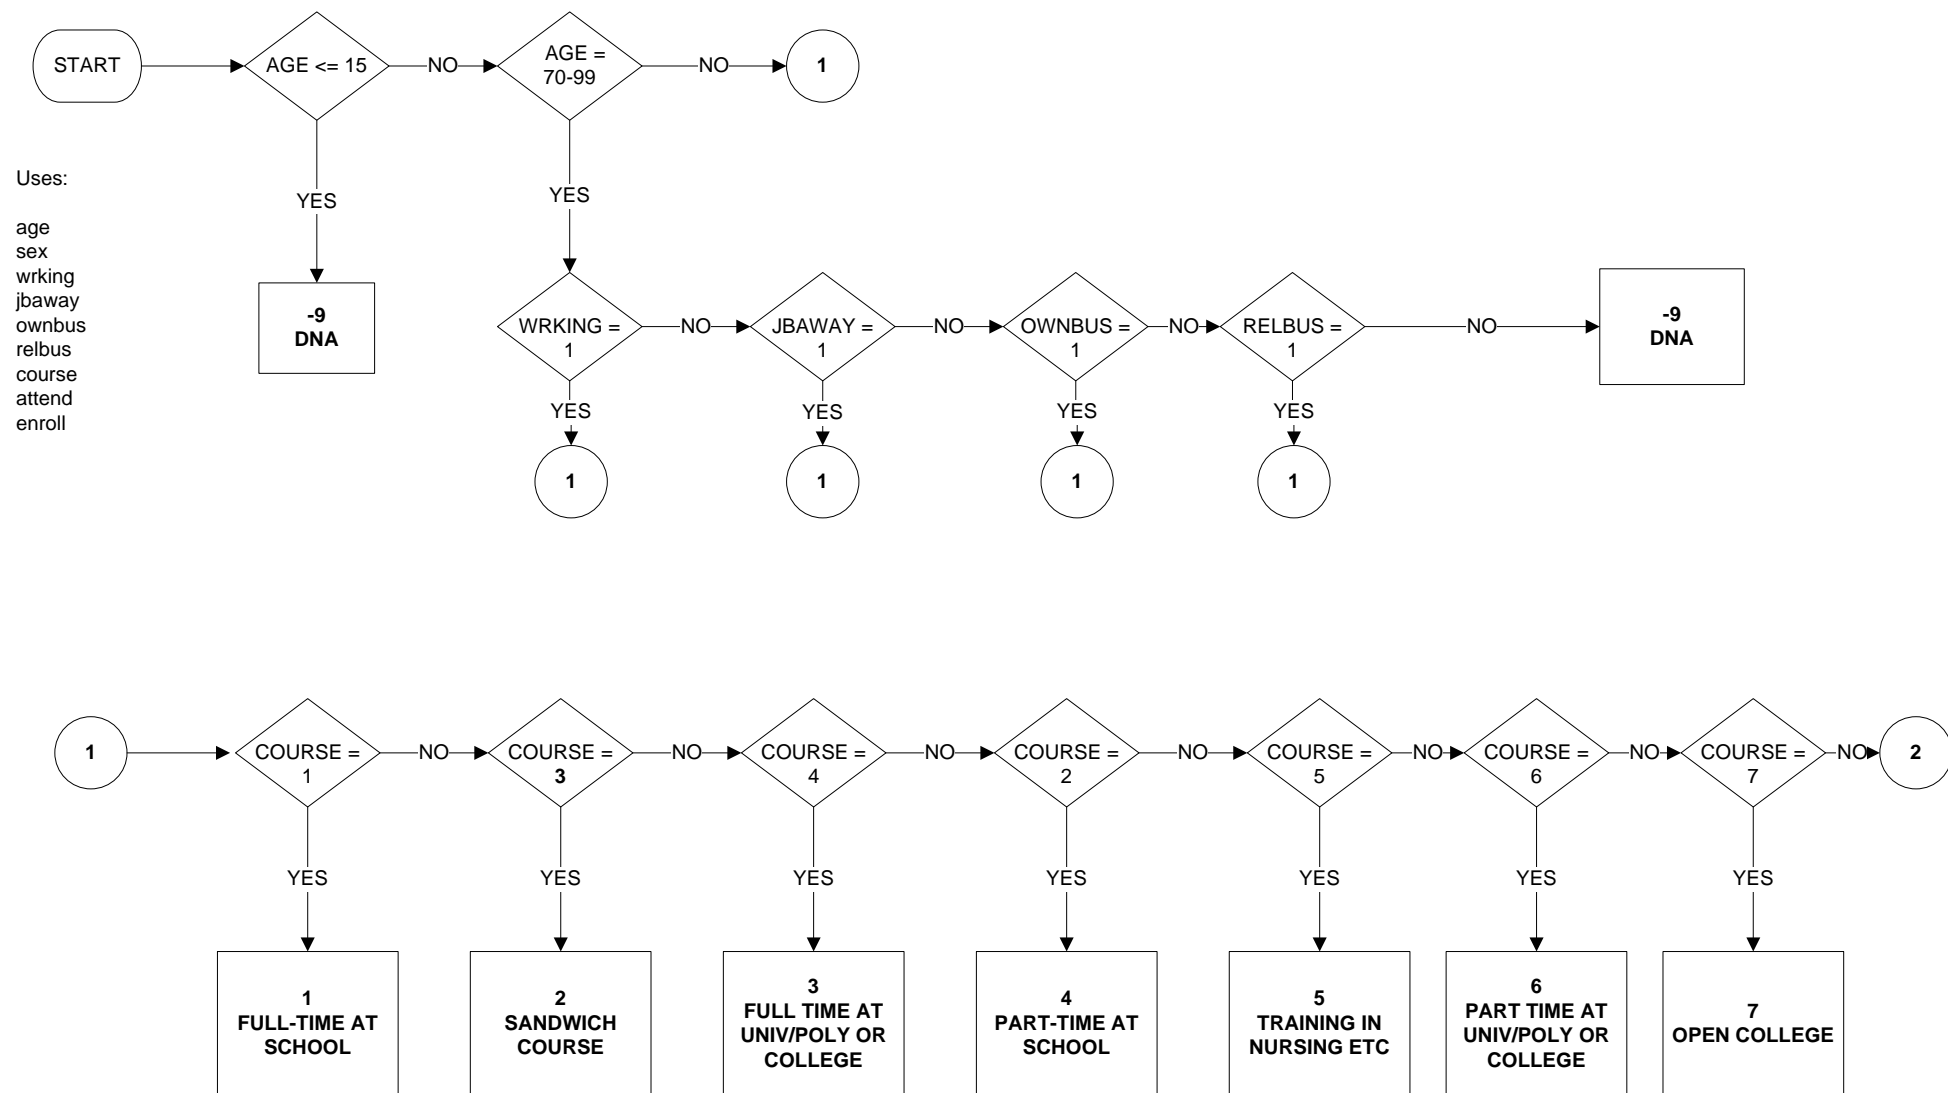 START
AGE <= 15
NO
AGE =
70-99
NO
1
Uses:
age
sex
wrking
jbaway
ownbus
relbus
course
attend
enroll
YES
YES
-9
DNA
WRKING =
1
NO
JBAWAY =
1
NO
OWNBUS =
1
NO
RELBUS =
1
NO
-9
DNA
YES
YES
YES
YES
1
1
1
1
1
COURSE =
1
NO
COURSE =
3
NO
COURSE =
4
NO
COURSE =
2
NO
COURSE =
5
NO
COURSE =
6
NO
COURSE =
7
NO
2
YES
YES
YES
YES
YES
YES
YES
1
FULL-TIME AT
SCHOOL
2
SANDWICH
COURSE
3
FULL TIME AT
UNIV/POLY OR
COLLEGE
4
PART-TIME AT
SCHOOL
5
TRAINING IN
NURSING ETC
6
PART TIME AT
UNIV/POLY OR
COLLEGE
7
OPEN COLLEGE